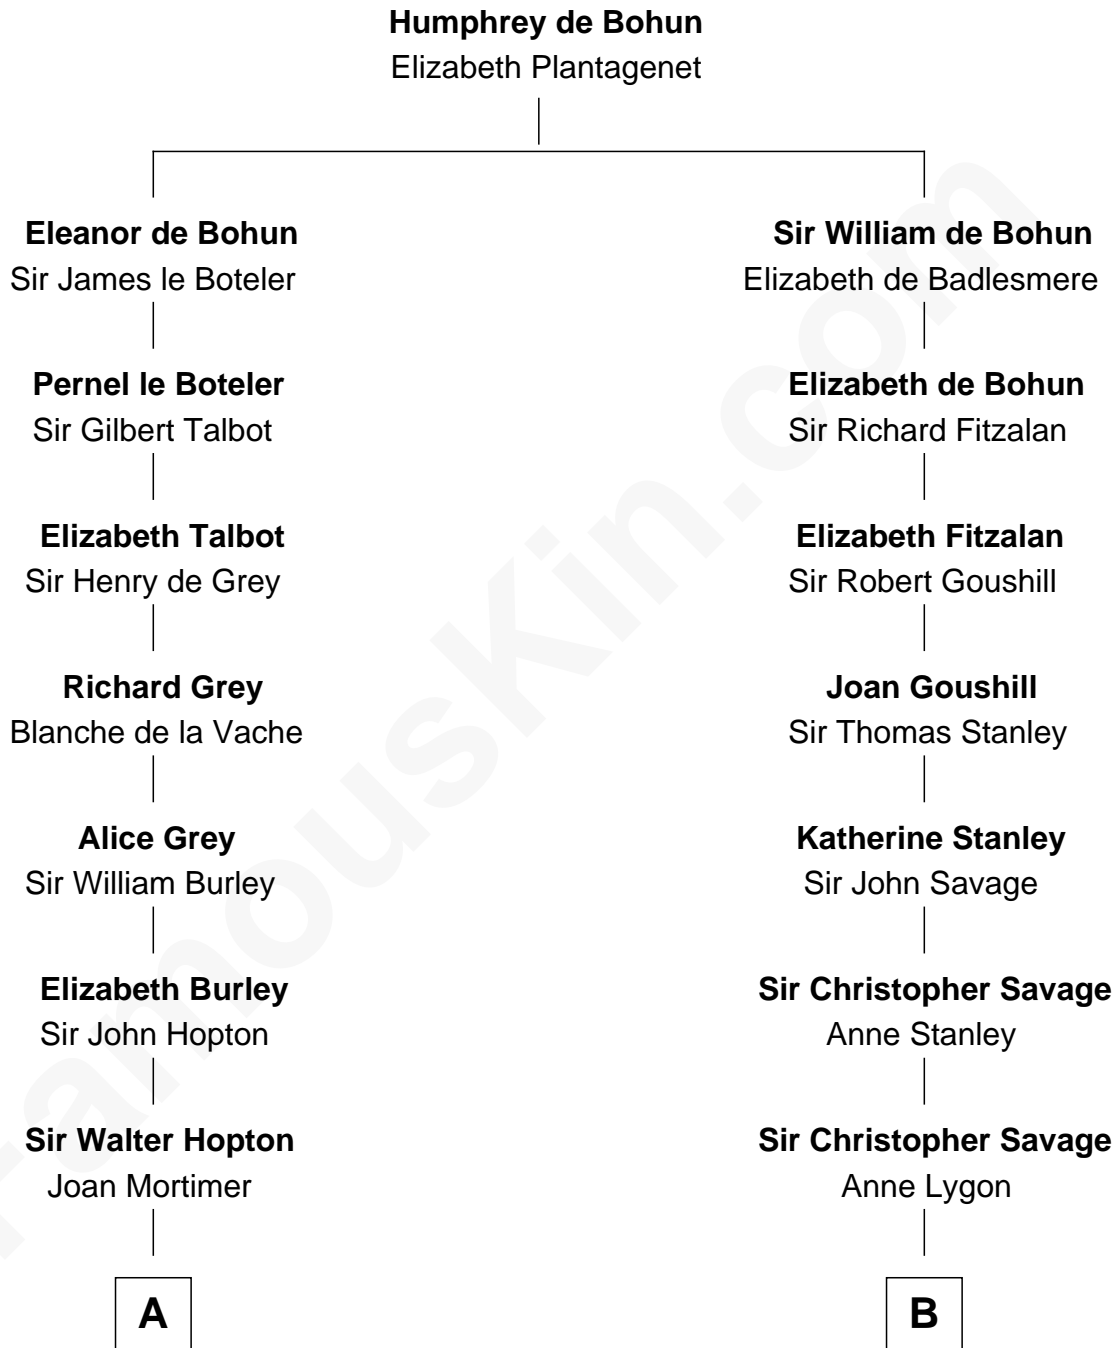 Humphrey de Bohun
Elizabeth Plantagenet
Eleanor de Bohun
Sir James le Boteler
Sir William de Bohun
Elizabeth de Badlesmere
Pernel le Boteler
Sir Gilbert Talbot
Elizabeth de Bohun
Sir Richard Fitzalan
Elizabeth Talbot
Sir Henry de Grey
Elizabeth Fitzalan
Sir Robert Goushill
Richard Grey
Blanche de la Vache
Joan Goushill
Sir Thomas Stanley
Alice Grey
Sir William Burley
Katherine Stanley
Sir John Savage
Elizabeth Burley
Sir John Hopton
Sir Christopher Savage
Anne Stanley
Sir Walter Hopton
Joan Mortimer
Sir Christopher Savage
Anne Lygon
A
B
FamousKin.com